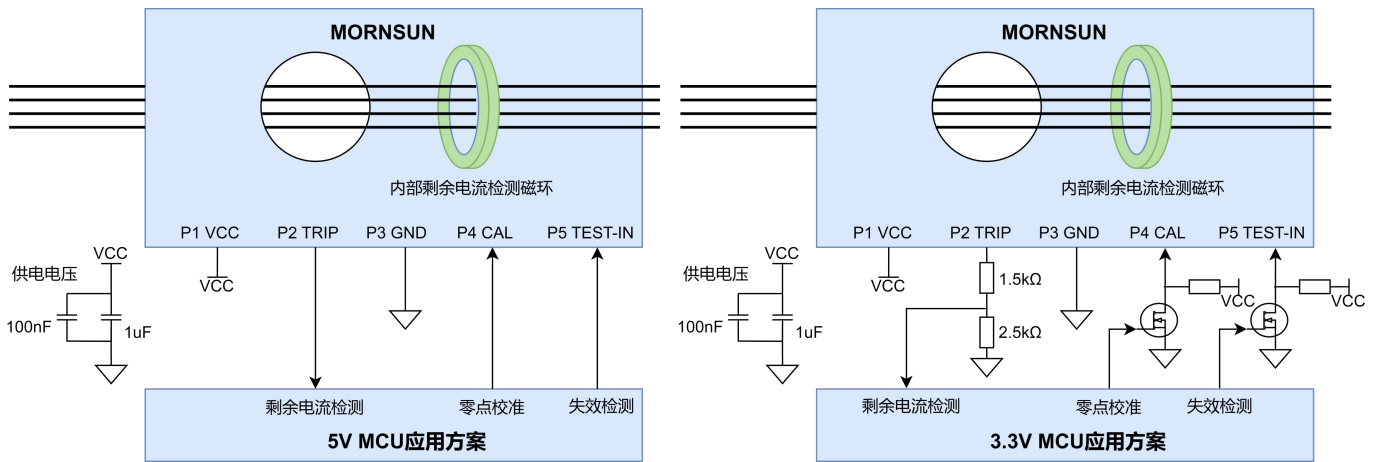 MORNSUN
内部剩余电流检测磁环
P1 VCC P2 TRIP P3 GND P4 CAL P5 TEST-IN
VCC
供电电压
VCC
100nF
1uF
剩余电流检测 零点校准 失效检测
5V MCU应用方案
MORNSUN
内部剩余电流检测磁环
P1 VCC P2 TRIP P3 GND P4 CAL P5 TEST-IN
VCC
供电电压
VCC
1.5kΩ
VCC
VCC
100nF
1uF
2.5kΩ
剩余电流检测 零点校准 失效检测
3.3V MCU应用方案